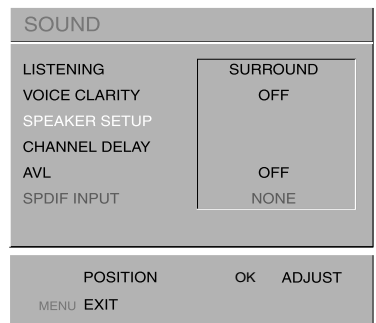 SOUND
LISTENING SURROUND
VOICE CLARITY OFF
SPEAKER SETUP
CHANNEL DELAY
AVL OFF
SPDIF INPUT NONE
POSITION OK ADJUST
MENU EXIT